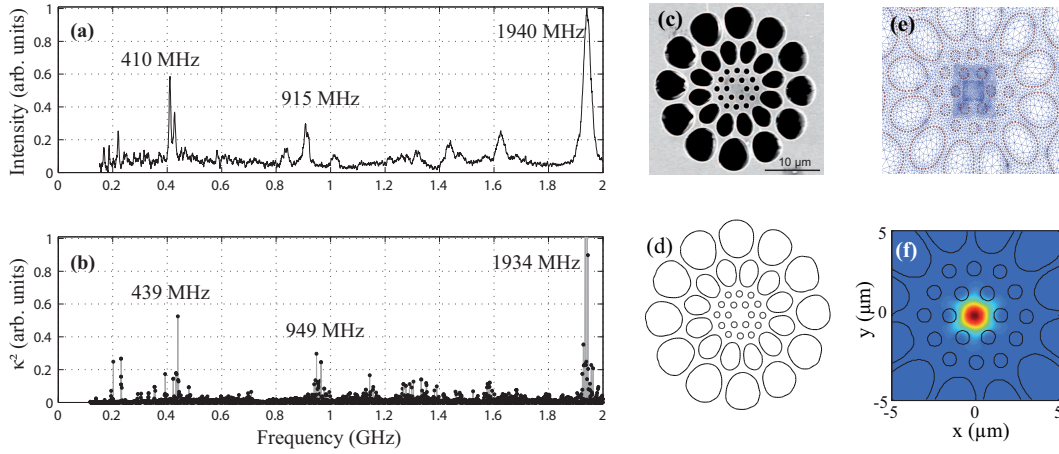 (a)
Intensity (arb. units)
1
0.8
0.6
0.4
0.2
0
410 MHz
915 MHz
1940 MHz
0 0.2 0.4 0.6 0.8 1 1.2 1.4 1.6 1.8 2
(b)
κ² (arb. units)
1
0.8
0.6
0.4
0.2
0
439 MHz
949 MHz
1934 MHz
0 0.2 0.4 0.6 0.8 1 1.2 1.4 1.6 1.8 2
Frequency (GHz)
(c)
10 µm
(d)
(e)
(f)
5
0
-5
y (µm)
-5 0 5
x (µm)